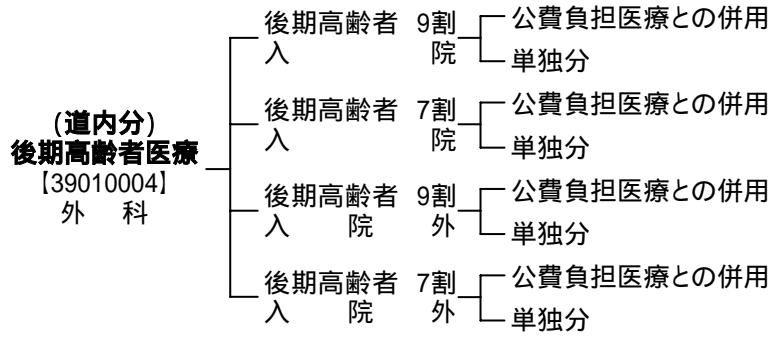 (道内分)
後期高齢者医療
【39010004】
外 科
後期高齢者 9割
入 院
公費負担医療との併用
単独分
後期高齢者 7割
入 院
公費負担医療との併用
単独分
後期高齢者 9割
入 院 外
公費負担医療との併用
単独分
後期高齢者 7割
入 院 外
公費負担医療との併用
単独分